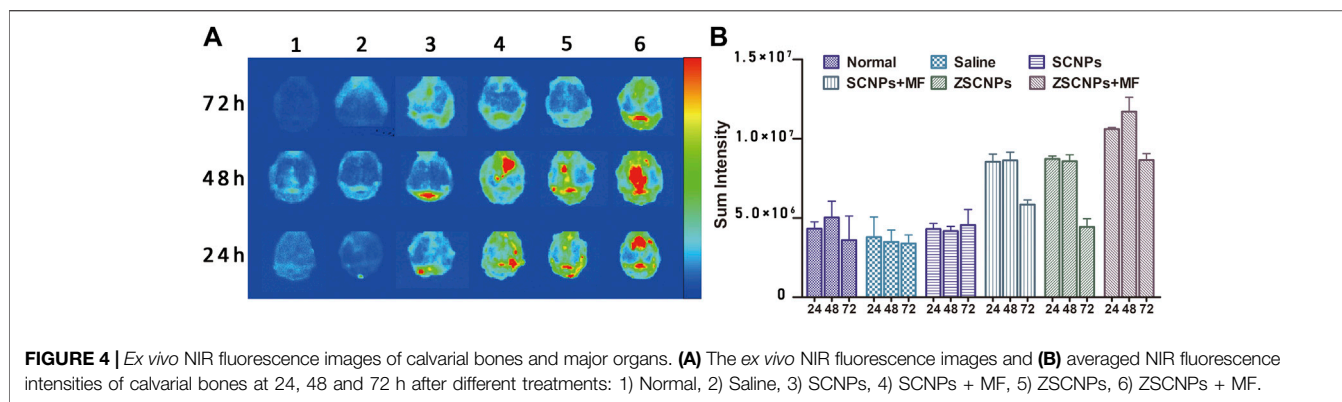 A
1 2 3 4 5 6
72h
48h
24h
B
Sum Intensity
1.5×10⁷
1.0×10⁷
5.0×10⁶
0
Normal Saline SCNPs
SCNPs+MF ZSCNPs ZSCNPs+MF
24 48 72 24 48 72 24 48 72 24 48 72 24 48 72 24 48 72
FIGURE 4 | Ex vivo NIR fluorescence images of calvarial bones and major organs. (A) The ex vivo NIR fluorescence images and (B) averaged NIR fluorescence
intensities of calvarial bones at 24, 48 and 72 h after different treatments: 1) Normal, 2) Saline, 3) SCNPs, 4) SCNPs + MF, 5) ZSCNPs, 6) ZSCNPs + MF.